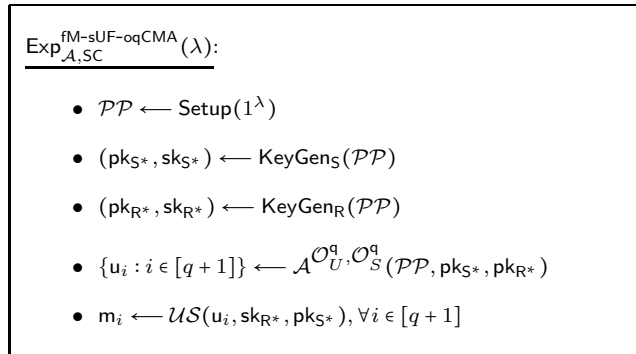 Exp^{fM-sUF-oqCMA}_{𝒜,SC}(λ):
• 𝒫𝒫 ⟵ Setup(1^λ)
• (pk_{S*}, sk_{S*}) ⟵ KeyGen_S(𝒫𝒫)
• (pk_{R*}, sk_{R*}) ⟵ KeyGen_R(𝒫𝒫)
• {u_i : i ∈ [q + 1]} ⟵ 𝒜^{𝒪^q_U, 𝒪^q_S}(𝒫𝒫, pk_{S*}, pk_{R*})
• m_i ⟵ 𝒰𝒮(u_i, sk_{R*}, pk_{S*}), ∀i ∈ [q + 1]